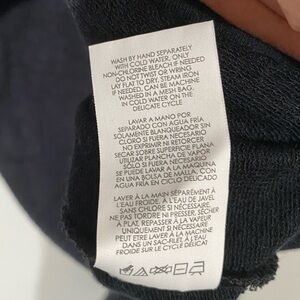 WASH BY HAND SEPARATELY
WITH COLD WATER, ONLY
NON-CHLORINE BLEACH IF NEEDED
DO NOT TWIST OR WRING
LAY FLAT TO DRY, STEAM IRON
IF NEEDED. CAN BE MACHINE
WASHED IN A MESH BAG,
IN COLD WATER ON THE
DELICATE CYCLE
LAVAR A MANO POR
SEPARADO CON AGUA FRÍA
SOLAMENTE BLANQUEADOR SIN
CLORO SI FUERA NECESARIO
NO EXPRIMIR NI RETORCER
SECAR SOBRE SUPERFICIE PLANA
UTILIZAR PLANCHA DE VAPOR
SÓLO SI FUERA NECESARIO
SE PUEDE LAVAR A LA MAQUINA
EN UNA BOLSA DE MALLA, CON
AGUA FRÍA EN CICLO DELICADO
LAVER À LA MAIN SÉPARÉMENT À
L'EAU FROIDE, À L'EAU DE JAVEL
SANS CHLORE SI NÉCESSAIRE,
NE PAS TORDRE NI PRESSER, SÉCHER
À PLAT, REPASSER À LA VAPEUR
UNIQUEMENT SI NÉCESSAIRE
PEUT ÊTRE LAVER À LA MACHINE
DANS UN SAC-FILET À L'EAU
FROIDE SUR LE CYCLE DÉLICAT